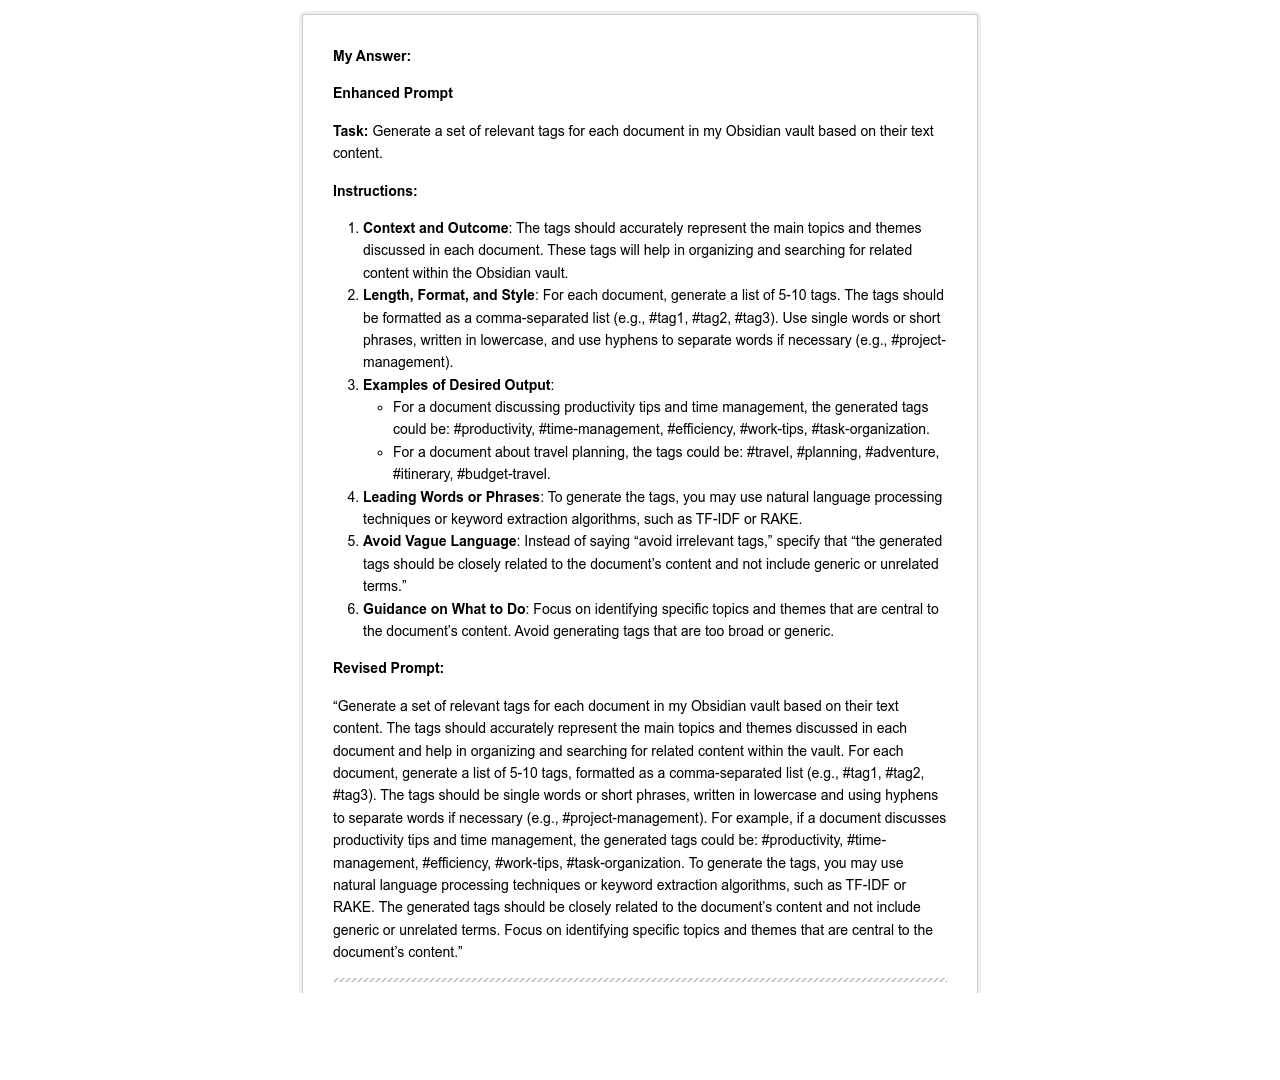 My Answer:
Enhanced Prompt
Task: Generate a set of relevant tags for each document in my Obsidian vault based on their text
content.
Instructions:
1. Context and Outcome: The tags should accurately represent the main topics and themes
discussed in each document. These tags will help in organizing and searching for related
content within the Obsidian vault.
2. Length, Format, and Style: For each document, generate a list of 5-10 tags. The tags should
be formatted as a comma-separated list (e.g., #tag1, #tag2, #tag3). Use single words or short
phrases, written in lowercase, and use hyphens to separate words if necessary (e.g., #project-
management).
3. Examples of Desired Output:
◦ For a document discussing productivity tips and time management, the generated tags
could be: #productivity, #time-management, #efficiency, #work-tips, #task-organization.
◦ For a document about travel planning, the tags could be: #travel, #planning, #adventure,
#itinerary, #budget-travel.
4. Leading Words or Phrases: To generate the tags, you may use natural language processing
techniques or keyword extraction algorithms, such as TF-IDF or RAKE.
5. Avoid Vague Language: Instead of saying “avoid irrelevant tags,” specify that “the generated
tags should be closely related to the document’s content and not include generic or unrelated
terms.”
6. Guidance on What to Do: Focus on identifying specific topics and themes that are central to
the document’s content. Avoid generating tags that are too broad or generic.
Revised Prompt:
“Generate a set of relevant tags for each document in my Obsidian vault based on their text
content. The tags should accurately represent the main topics and themes discussed in each
document and help in organizing and searching for related content within the vault. For each
document, generate a list of 5-10 tags, formatted as a comma-separated list (e.g., #tag1, #tag2,
#tag3). The tags should be single words or short phrases, written in lowercase and using hyphens
to separate words if necessary (e.g., #project-management). For example, if a document discusses
productivity tips and time management, the generated tags could be: #productivity, #time-
management, #efficiency, #work-tips, #task-organization. To generate the tags, you may use
natural language processing techniques or keyword extraction algorithms, such as TF-IDF or
RAKE. The generated tags should be closely related to the document’s content and not include
generic or unrelated terms. Focus on identifying specific topics and themes that are central to the
document’s content.”